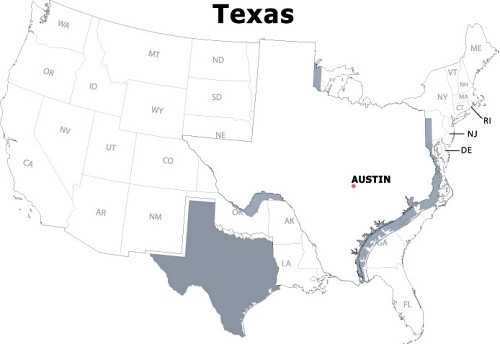 Texas
WA
MT
ND
ME
VT
OR
ID
SD
NH
NY
MA
WY
CT
RI
NV
NE
NJ
UT
CO
DE
CA
AUSTIN
AR
NM
OK
AK
GA
LA
FL